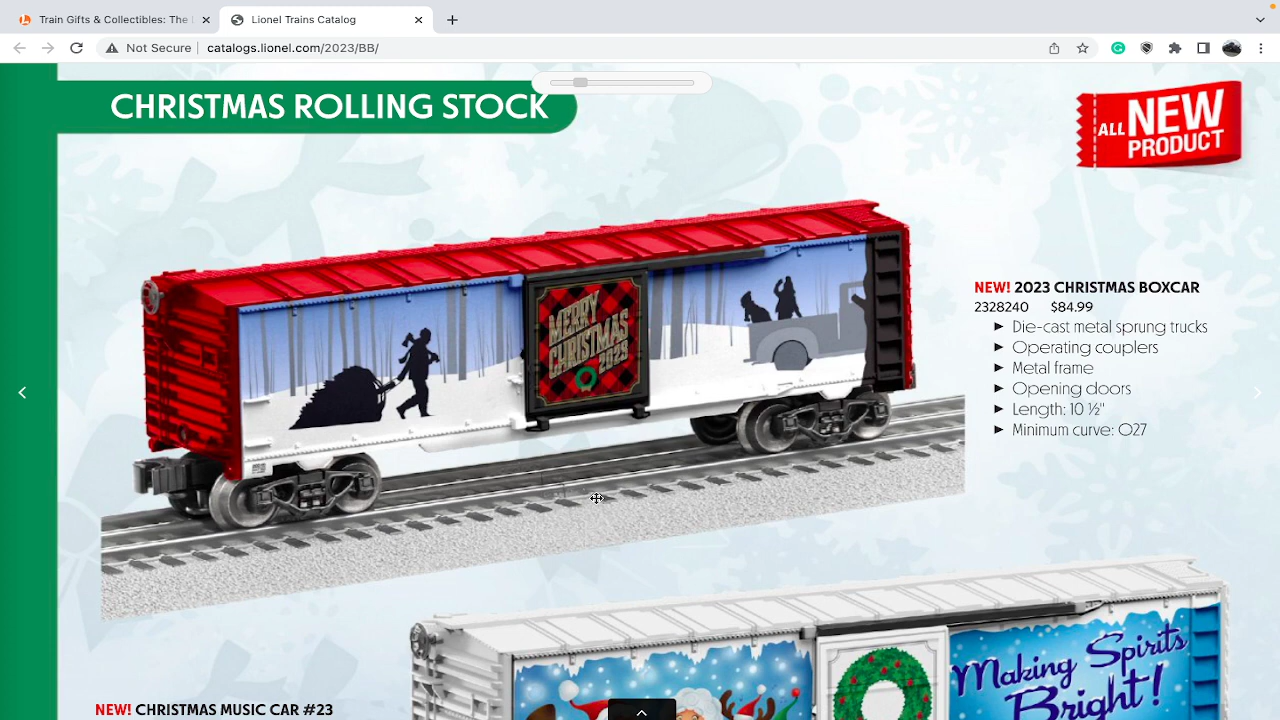 Train Gifts & Collectibles: The
Lionel Trains Catalog
Not Secure
catalogs.lionel.com/2023/BB/
CHRISTMAS ROLLING STOCK
ALL NEW
PRODUCT
MERRY
CHRISTMAS
2023
NEW! 2023 CHRISTMAS BOXCAR
2328240 $84.99
► Die-cast metal sprung trucks
► Operating couplers
► Metal frame
► Opening doors
► Length: 10 ½"
► Minimum curve: O27
Making Spirits
Bright!
NEW! CHRISTMAS MUSIC CAR #23